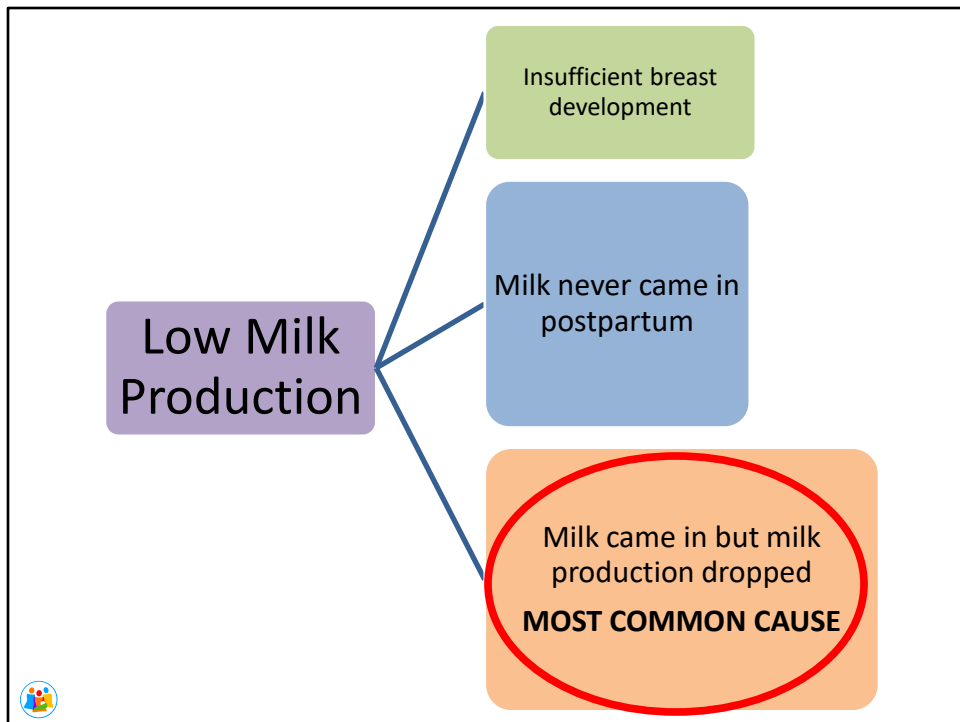 Insufficient breast
development
Milk never came in
postpartum
Low Milk
Production
Milk came in but milk
production dropped
MOST COMMON CAUSE